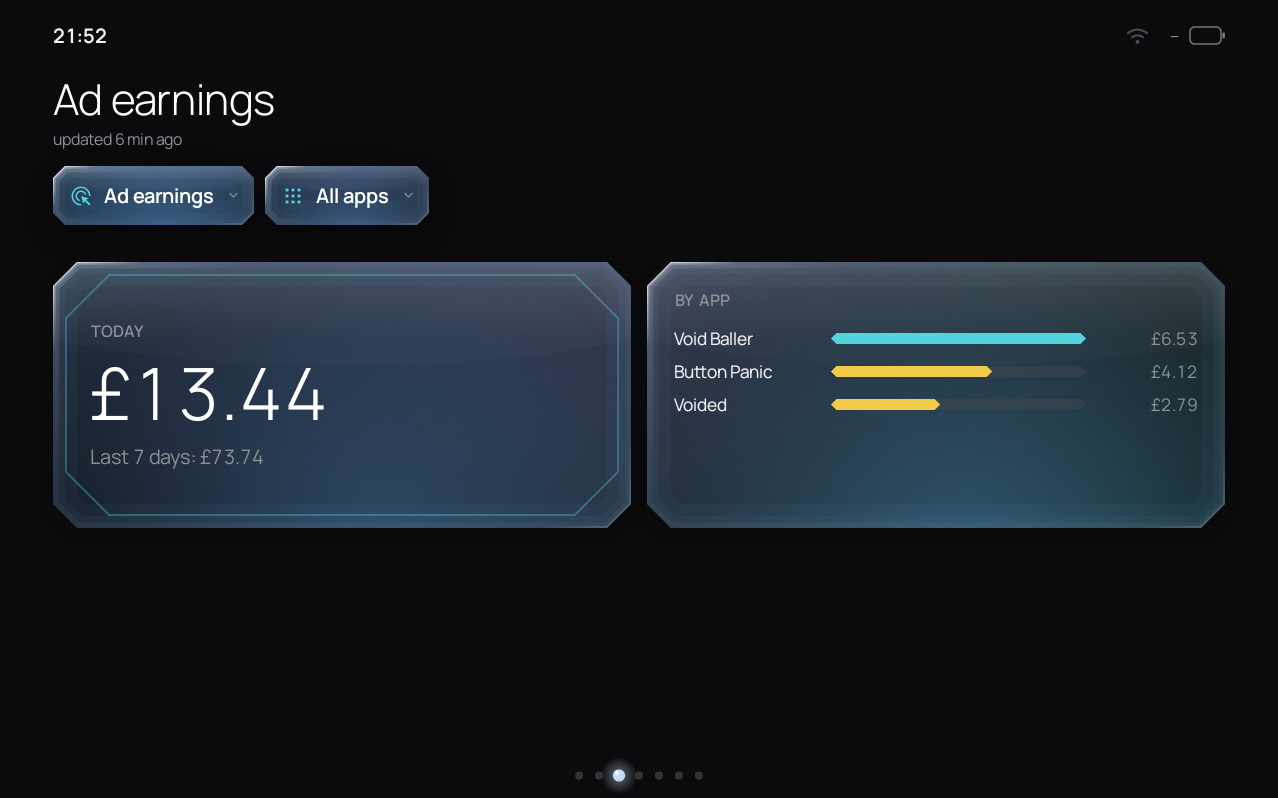 21:52
–
Ad earnings
updated 6 min ago
Ad earnings
All apps
TODAY
£13.44
Last 7 days: £73.74
BY APP
Void Baller £6.53
Button Panic £4.12
Voided £2.79